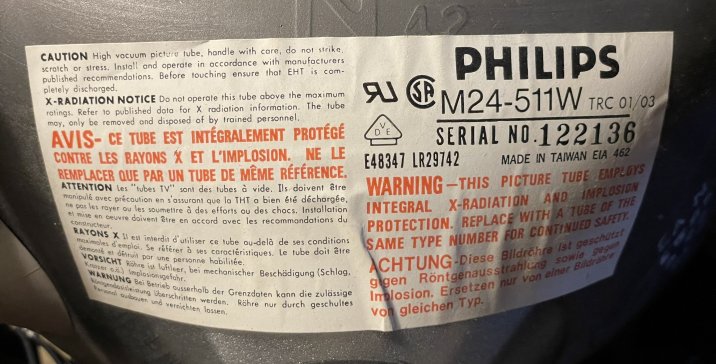 42
CAUTION High vacuum picture tube, handle with care, do not strike,
scratch or stress. Install and operate in accordance with manufacturers
published recommendations. Before touching ensure that EHT is com-
pletely discharged.
X-RADIATION NOTICE Do not operate this tube above the maximum
ratings. Refer to published data for X radiation information. The tube
may, only be removed and disposed of by trained personnel.
AVIS- CE TUBE EST INTÉGRALEMENT PROTÉGÉ
CONTRE LES RAYONS X ET L'IMPLOSION. NE LE
REMPLACER QUE PAR UN TUBE DE MÊME RÉFÉRENCE.
ATTENTION Les "tubes TV" sont des tubes à vide. Ils doivent être
manipulé avec précaution en s'assurant que la THT a bien été déchargée,
ne pas les rayer ou les soumettre à des efforts ou des chocs. Installation
et mise en oeuvre doivent être en accord avec les recommandations du
constructeur.
RAYONS X Il est interdit d'utiliser ce tube au-delà de ses conditions
maximales d'emploi. Se référer à ses caractéristiques. Le tube doit être
démonté et détruit par une personne habilitée.
VORSICHT Röhre ist luftleer, bei mechanischer Beschädigung (Schlag,
Kratzer o.ä.) Implosionsgefahr.
WARNUNG Bei Betrieb ausserhalb der Grenzdaten kann die zulässige
Röntgendosisleistung überschritten werden. Röhre nur durch geschultes
Personal ausbauen und vernichten lassen.
PHILIPS
M24-511W TRC 01/03
VDE
SERIAL NO. 122136
E48347 LR29742 MADE IN TAIWAN EIA 462
WARNING -THIS PICTURE TUBE EMPLOYS
INTEGRAL X-RADIATION AND IMPLOSION
PROTECTION. REPLACE WITH A TUBE OF THE
SAME TYPE NUMBER FOR CONTINUED SAFETY.
ACHTUNG-Diese Bildröhre ist geschützt
gegen Röntgenausstrahlung sowie gegen
Implosion. Ersetzen nur von einer Bildröhre
von gleichen Typ.